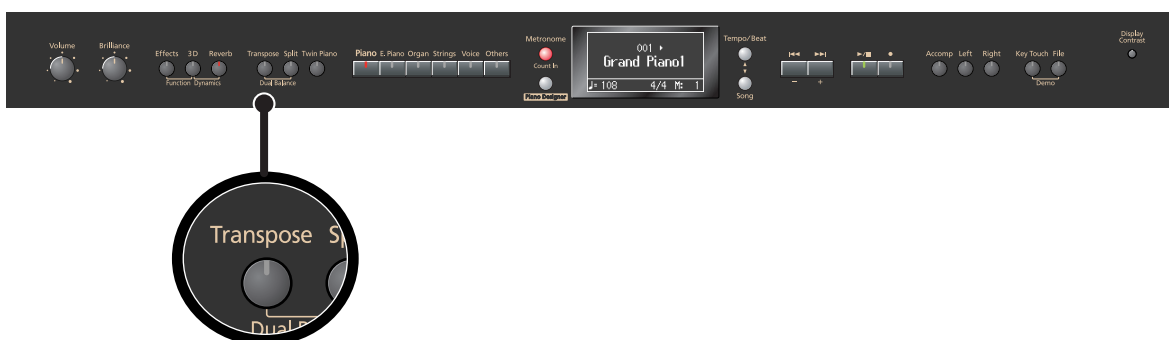 Volume
Brilliance
Effects 3D Reverb
Function Dynamics
Transpose Split Twin Piano
Dual Balance
Piano E. Piano Organ Strings Voice Others
Metronome
Count In
Piano Designer
001
Grand Piano1
♩= 108 4/4 M: 1
Tempo/Beat
Song
− +
Accomp Left Right
Key Touch File
Demo
Display
Contrast
Transpose Sp
Dual B